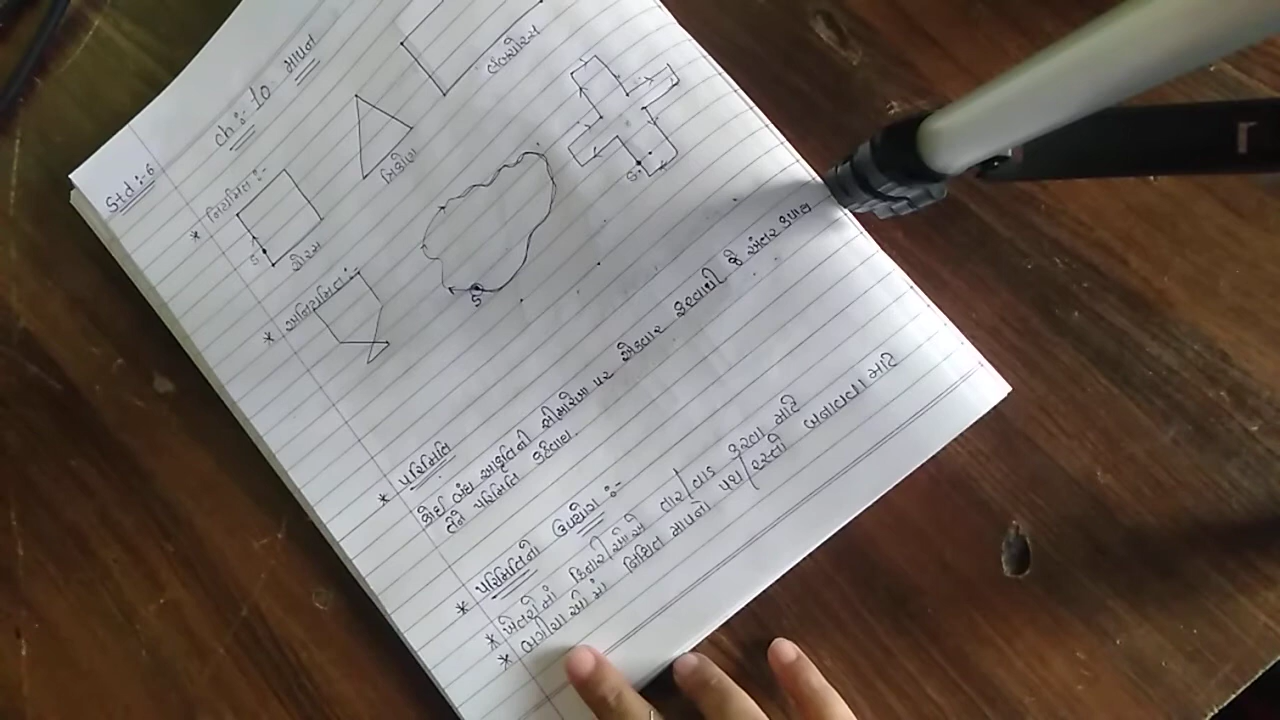 Std :- 6
Ch :- 10 માપન
* નિયમિત :-
S
ચોરસ
ત્રિકોણ
લંબચોરસ
* અનિયમિત :-
S
S
* પરિમિતિ
કોઈ બંધ આકૃતિની સીમારેખા પર એકવાર ફરવાથી જે અંતર કપાય
તેને પરિમિતિ કહેવાય.
* પરિમિતિનો ઉપયોગ :-
* ખેતરોમાં કિનારીઓએ તાર/વાડ કરવા માટે
* બગીચાઓમાં નિશ્ચિત માપનો પથ/રસ્તો બનાવવા માટે